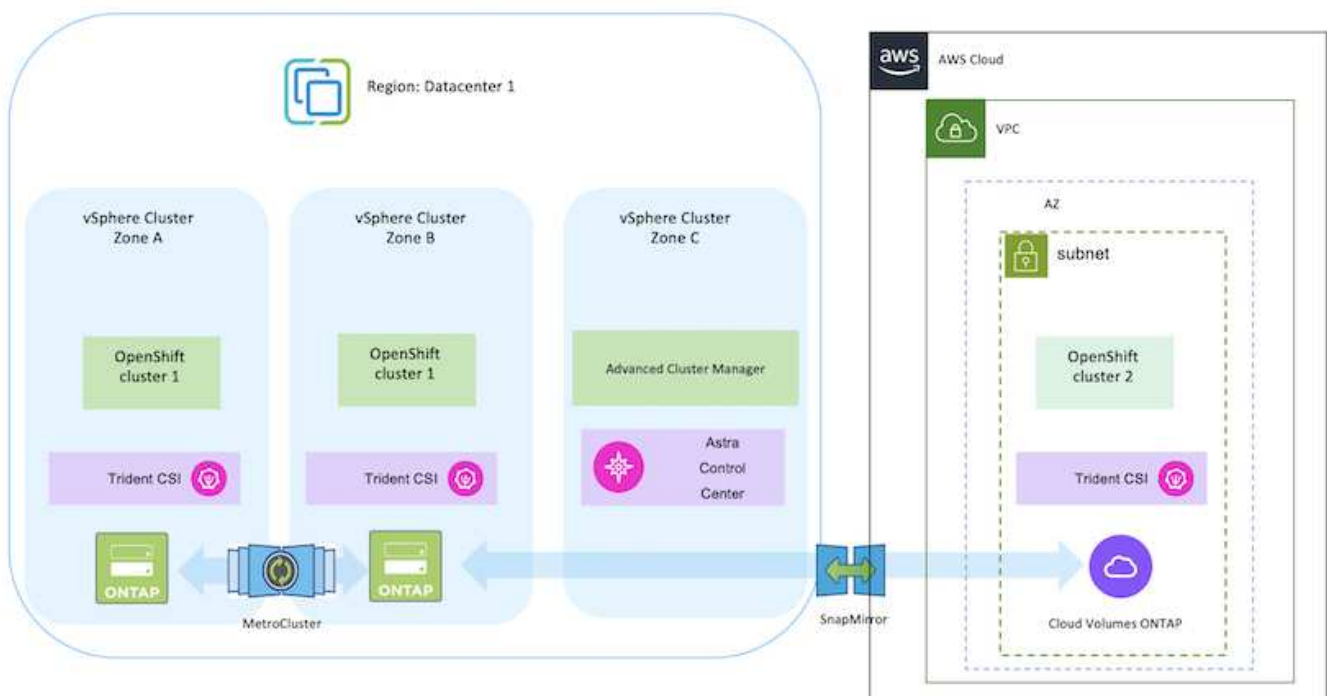 Region: Datacenter 1
aws
AWS Cloud
VPC
AZ
subnet
vSphere Cluster
Zone A
vSphere Cluster
Zone B
vSphere Cluster
Zone C
OpenShift
cluster 1
OpenShift
cluster 1
Advanced Cluster Manager
OpenShift
cluster 2
Trident CSI
Trident CSI
Astra
Control
Center
Trident CSI
ONTAP
ONTAP
MetroCluster
SnapMirror
Cloud Volumes ONTAP